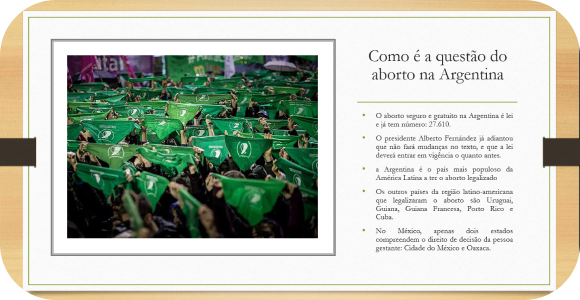 Como é a questão do
aborto na Argentina
• O aborto seguro e gratuito na Argentina é lei
e já tem número: 27.610.
• O presidente Alberto Fernández já adiantou
que não fará mudanças no texto, e que a lei
deverá entrar em vigência o quanto antes.
• a Argentina é o país mais populoso da
América Latina a ter o aborto legalizado
• Os outros países da região latino-americana
que legalizaram o aborto são Uruguai,
Guiana, Guiana Francesa, Porto Rico e
Cuba.
• No México, apenas dois estados
compreendem o direito de decisão da pessoa
gestante: Cidade do México e Oaxaca.